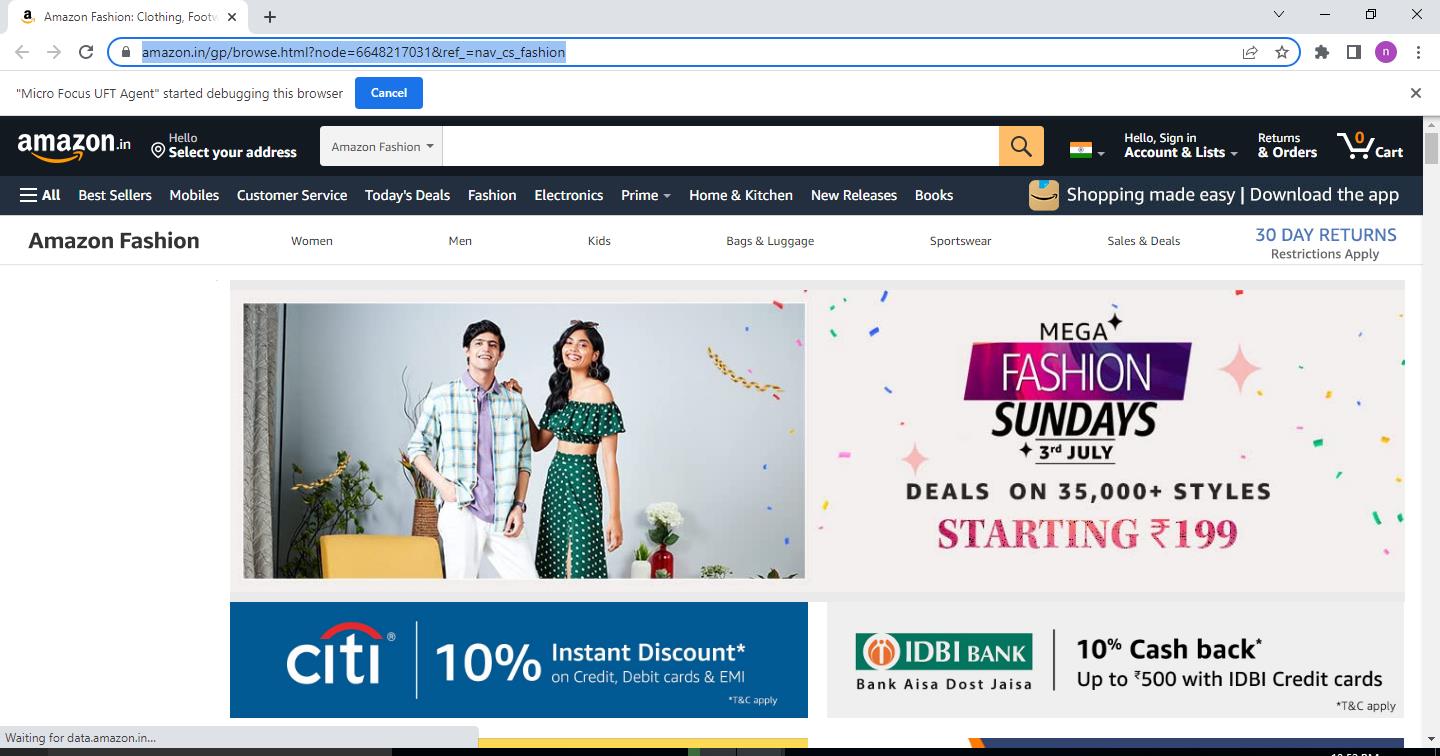 Amazon Fashion: Clothing, Footw
amazon.in/gp/browse.html?node=6648217031&ref_=nav_cs_fashion
n
"Micro Focus UFT Agent" started debugging this browser
Cancel
amazon.in
Hello
Select your address
Amazon Fashion
Hello, Sign in
Account & Lists
Returns
& Orders
0
Cart
All
Best Sellers
Mobiles
Customer Service
Today's Deals
Fashion
Electronics
Prime
Home & Kitchen
New Releases
Books
Shopping made easy | Download the app
Amazon Fashion
Women
Men
Kids
Bags & Luggage
Sportswear
Sales & Deals
30 DAY RETURNS
Restrictions Apply
MEGA
FASHION
SUNDAYS
3rd JULY
DEALS ON 35,000+ STYLES
STARTING ₹199
citi®
10%
Instant Discount*
on Credit, Debit cards & EMI
*T&C apply
IDBI BANK
Bank Aisa Dost Jaisa
10% Cash back*
Up to ₹500 with IDBI Credit cards
*T&C apply
Waiting for data.amazon.in...